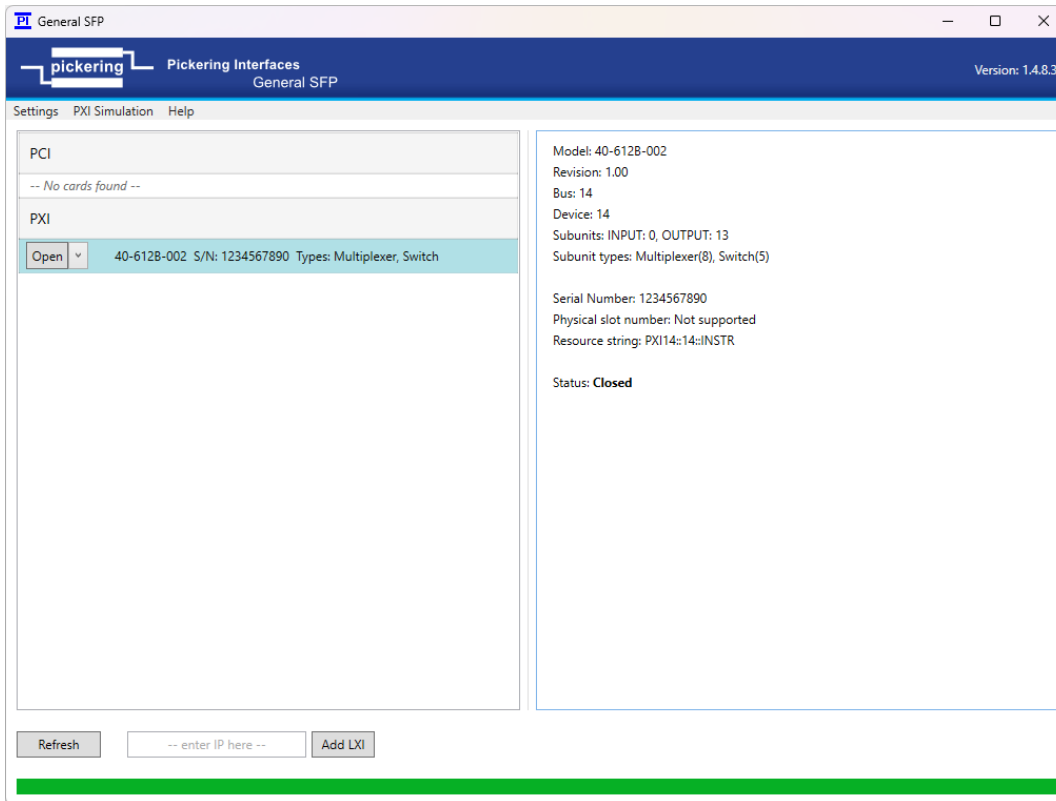 PI General SFP
pickering
Pickering Interfaces
General SFP
Version: 1.4.8.3
Settings PXI Simulation Help
PCI
-- No cards found --
PXI
Open 40-612B-002 S/N: 1234567890 Types: Multiplexer, Switch
Model: 40-612B-002
Revision: 1.00
Bus: 14
Device: 14
Subunits: INPUT: 0, OUTPUT: 13
Subunit types: Multiplexer(8), Switch(5)
Serial Number: 1234567890
Physical slot number: Not supported
Resource string: PXI14::14::INSTR
Status: Closed
Refresh -- enter IP here -- Add LXI